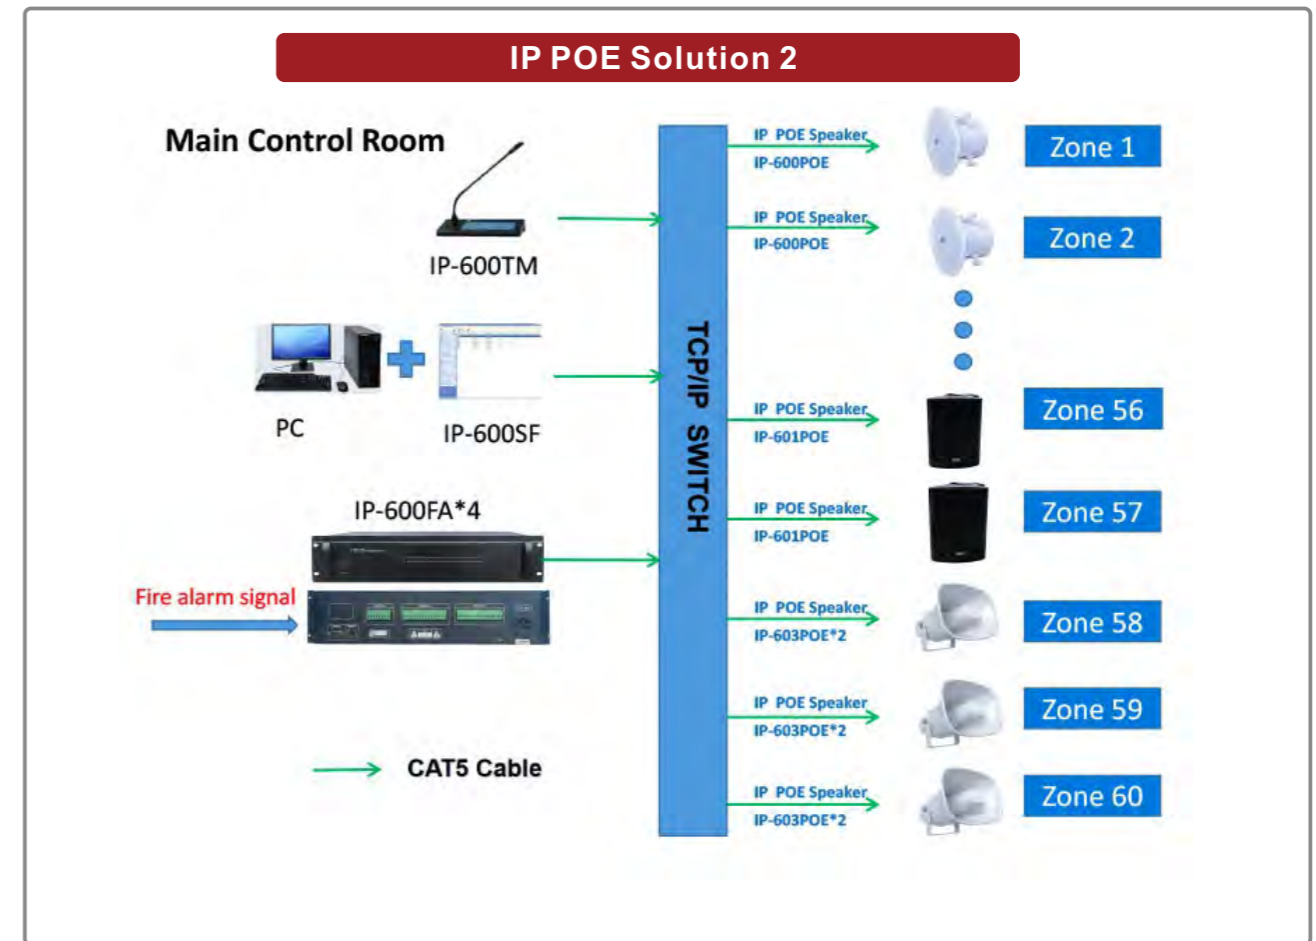 IP POE Solution 2
Main Control Room
IP-600TM
PC
IP-600SF
IP-600FA*4
Fire alarm signal
CAT5 Cable
TCP/IP SWITCH
IP POE Speaker
IP-600POE
Zone 1
IP POE Speaker
IP-600POE
Zone 2
IP POE Speaker
IP-601POE
Zone 56
IP POE Speaker
IP-601POE
Zone 57
IP POE Speaker
IP-603POE*2
Zone 58
IP POE Speaker
IP-603POE*2
Zone 59
IP POE Speaker
IP-603POE*2
Zone 60